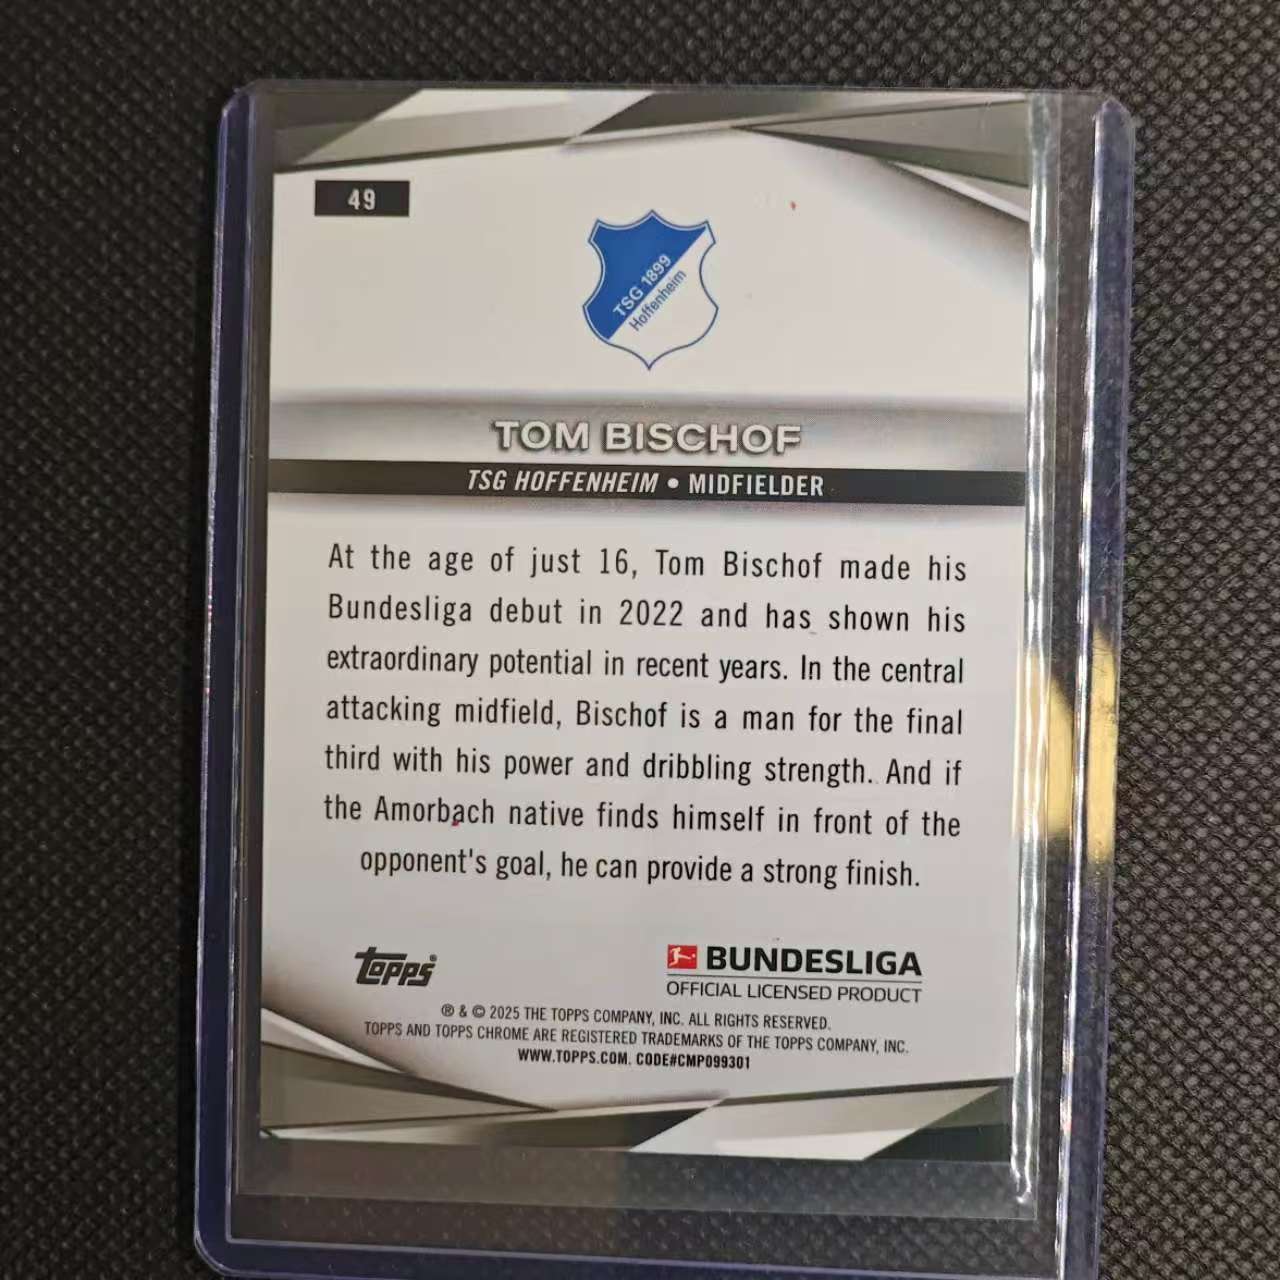 49
TSG 1899
Hoffenheim
TOM BISCHOF
TSG HOFFENHEIM • MIDFIELDER
At the age of just 16, Tom Bischof made his
Bundesliga debut in 2022 and has shown his
extraordinary potential in recent years. In the central
attacking midfield, Bischof is a man for the final
third with his power and dribbling strength. And if
the Amorbach native finds himself in front of the
opponent's goal, he can provide a strong finish.
topps®
BUNDESLIGA
OFFICIAL LICENSED PRODUCT
® & © 2025 THE TOPPS COMPANY, INC. ALL RIGHTS RESERVED.
TOPPS AND TOPPS CHROME ARE REGISTERED TRADEMARKS OF THE TOPPS COMPANY, INC.
WWW.TOPPS.COM. CODE#CMP099301